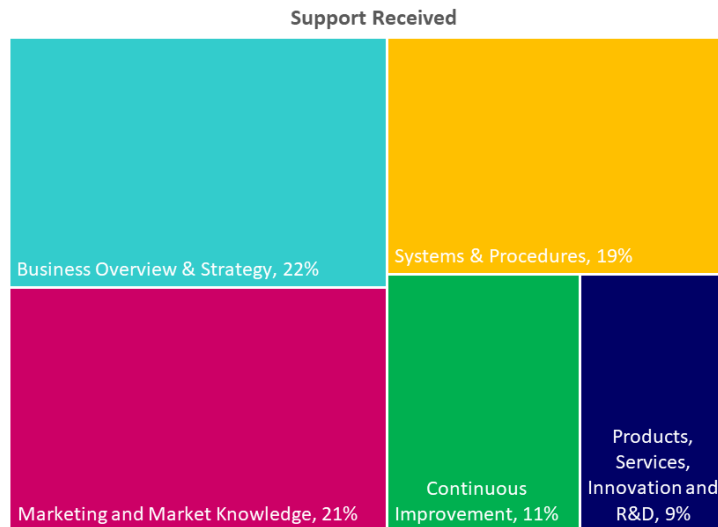 Support Received
Business Overview & Strategy, 22%
Systems & Procedures, 19%
Marketing and Market Knowledge, 21%
Continuous
Improvement, 11%
Products,
Services,
Innovation and
R&D, 9%